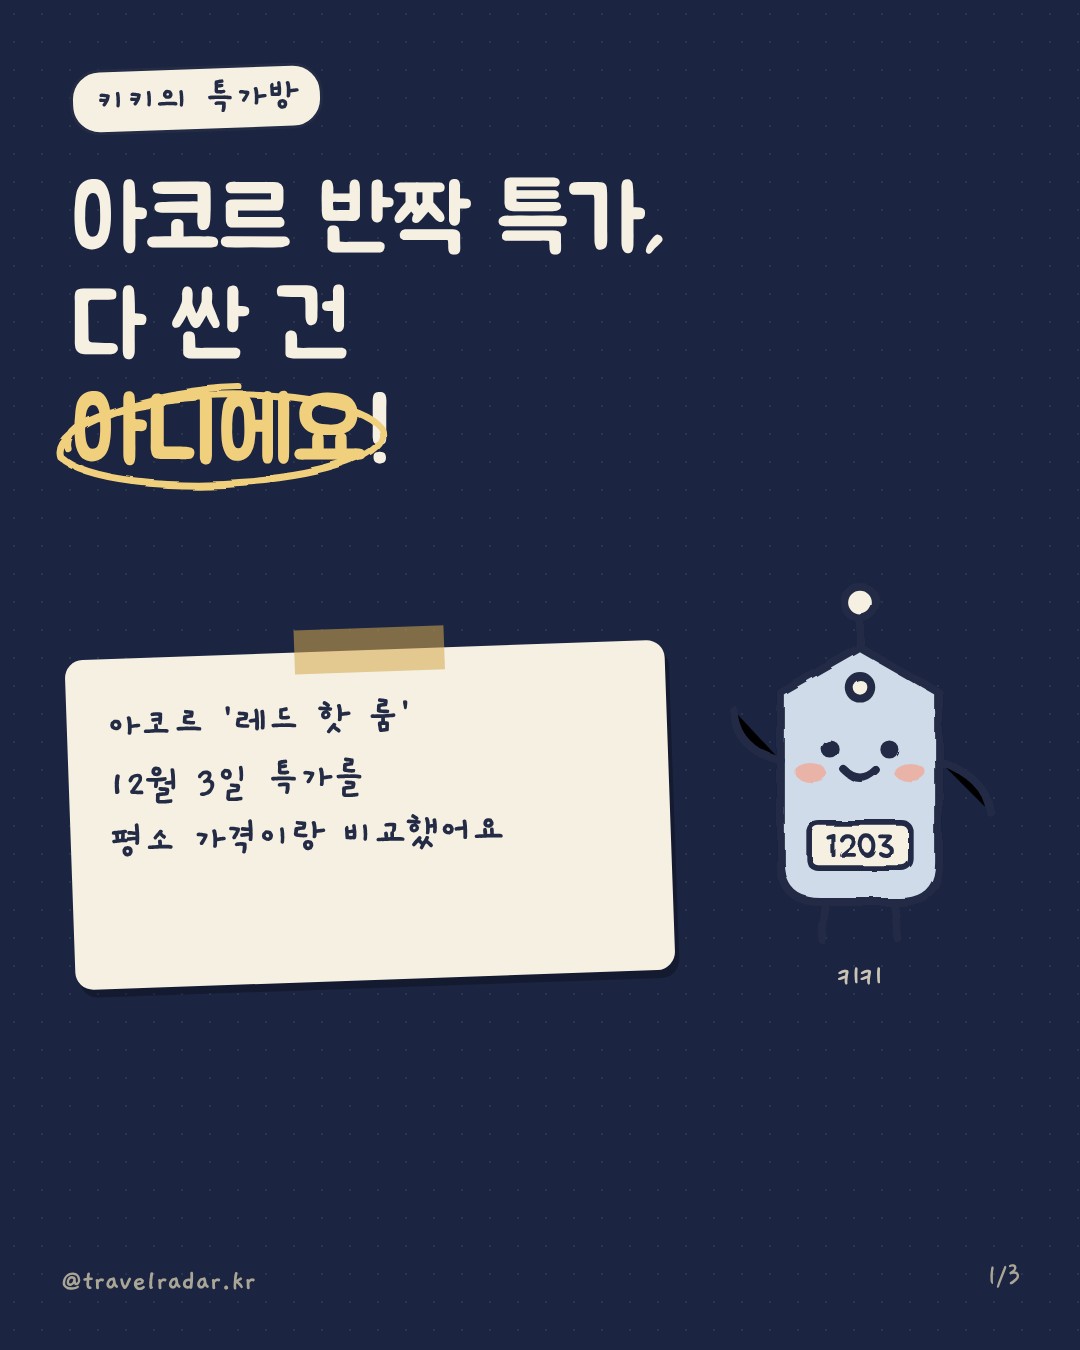 키키의 특가방
아코르 반짝 특가,
다 싼 건
아니에요!
아코르 '레드 핫 룸'
12월 3일 특가를
평소 가격이랑 비교했어요
1203
키키
@travelradar.kr
1/3